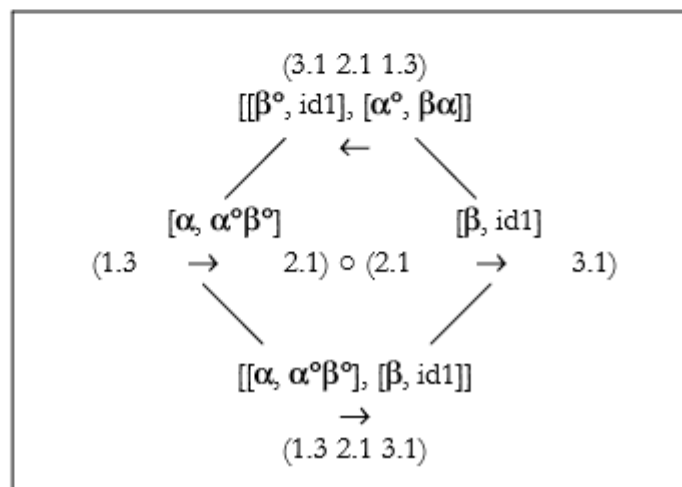 (3.1 2.1 1.3)
[[β°, id1], [α°, βα]]
←
[α, α°β°] [β, id1]
(1.3 → 2.1) ○ (2.1 → 3.1)
[[α, α°β°], [β, id1]]
→
(1.3 2.1 3.1)